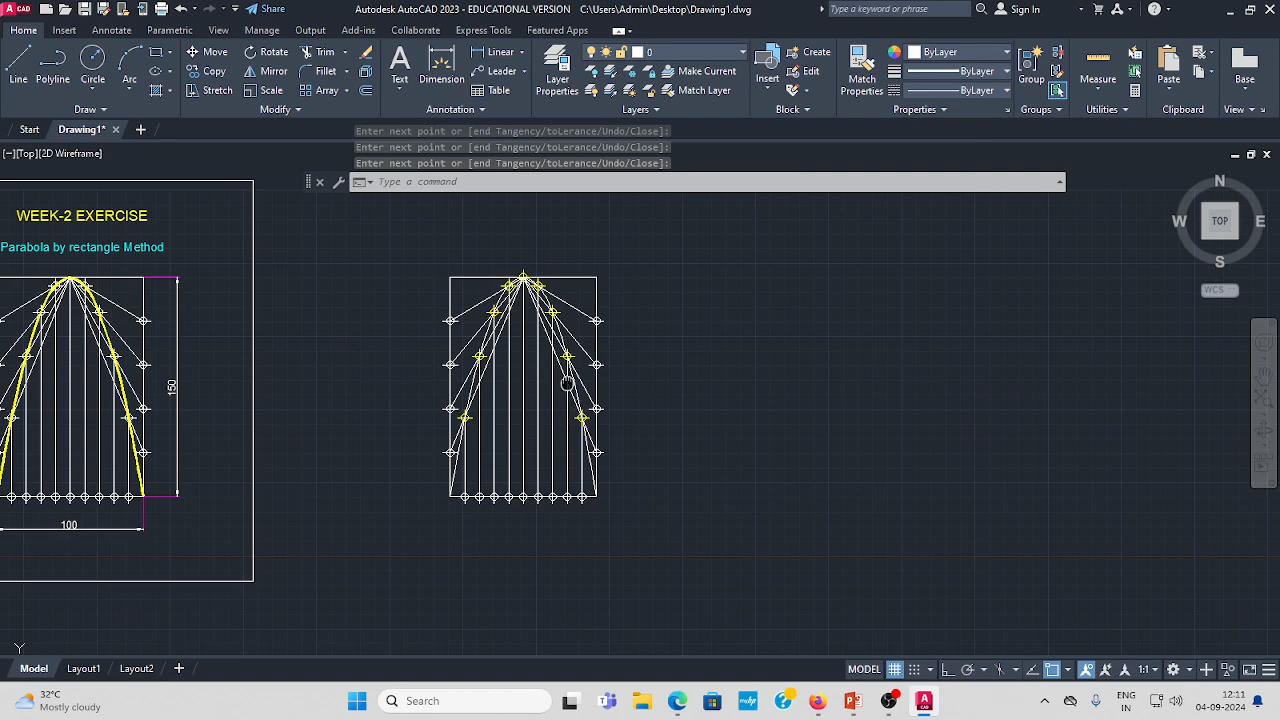 Autodesk AutoCAD 2023 - EDUCATIONAL VERSION C:\Users\Admin\Desktop\Drawing1.dwg
CAD
Share
Type a keyword or phrase
Sign In
Home Insert Annotate Parametric View Manage Output Add-ins Collaborate Express Tools Featured Apps
Line Polyline Circle Arc
Move Rotate Trim
Copy Mirror Fillet
Stretch Scale Array
Text Dimension
Linear
Leader
Table
Layer Properties
0
Make Current
Match Layer
Insert
Create
Edit
Match Properties
ByLayer
ByLayer
ByLayer
Group
Measure
Paste
Base
Draw Modify Annotation Layers Block Properties Groups Utilities Clipboard View
Start Drawing1*
[−][Top][2D Wireframe]
Enter next point or [end Tangency/toLerance/Undo/Close]:
Enter next point or [end Tangency/toLerance/Undo/Close]:
Enter next point or [end Tangency/toLerance/Undo/Close]:
Type a command
N
W TOP E
S
WCS
WEEK-2 EXERCISE
Parabola by rectangle Method
150
100
Y
Model Layout1 Layout2
MODEL
1:1
32°C
Mostly cloudy
Search
ENG
IN
12:11
04-09-2024